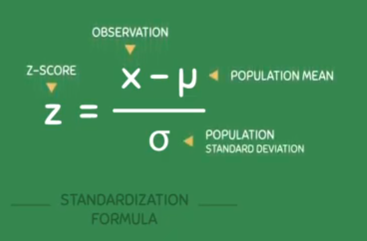 OBSERVATION
Z-SCORE
z = x − μ
POPULATION MEAN
σ
POPULATION
STANDARD DEVIATION
STANDARDIZATION
FORMULA